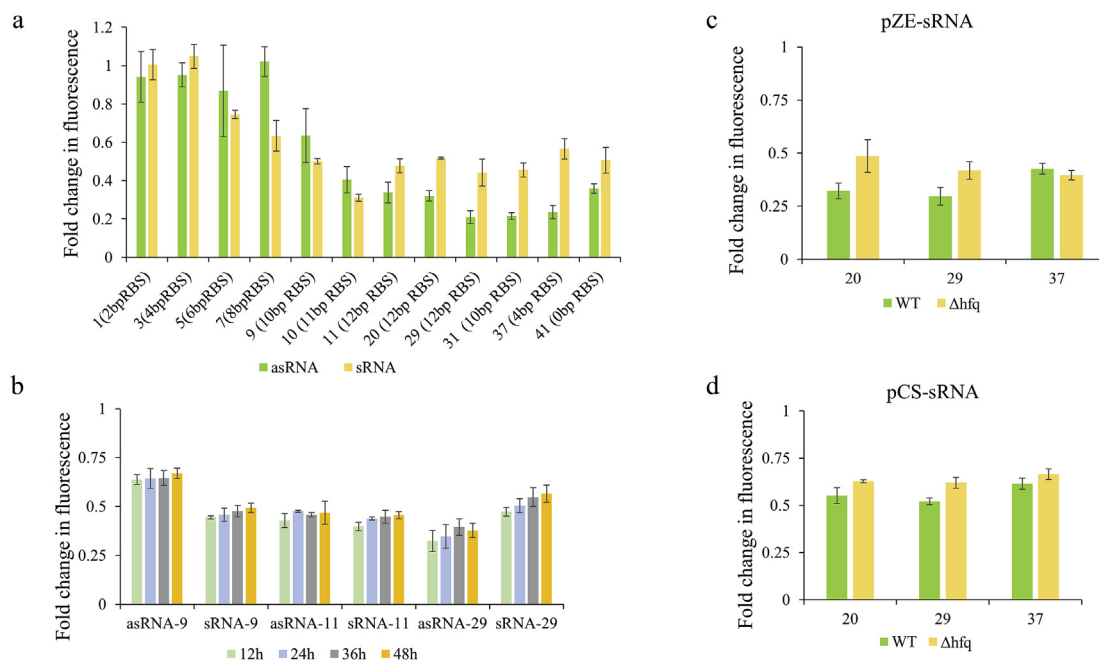 a
Fold change in fluorescence
1.2
1
0.8
0.6
0.4
0.2
0
1(2bpRBS)
3(4bpRBS)
5(6bpRBS)
7(8bpRBS)
9 (10bp RBS)
10 (11bp RBS)
11 (12bp RBS)
20 (12bp RBS)
29 (12bp RBS)
31 (10bp RBS)
37 (4bp RBS)
41 (0bp RBS)
asRNA sRNA
b
Fold change in fluorescence
1
0.75
0.5
0.25
0
asRNA-9 sRNA-9 asRNA-11 sRNA-11 asRNA-29 sRNA-29
12h 24h 36h 48h
c
pZE-sRNA
Fold change in fluorescence
1
0.75
0.5
0.25
0
20 29 37
WT Δhfq
d
pCS-sRNA
Fold change in fluorescence
1
0.75
0.5
0.25
0
20 29 37
WT Δhfq